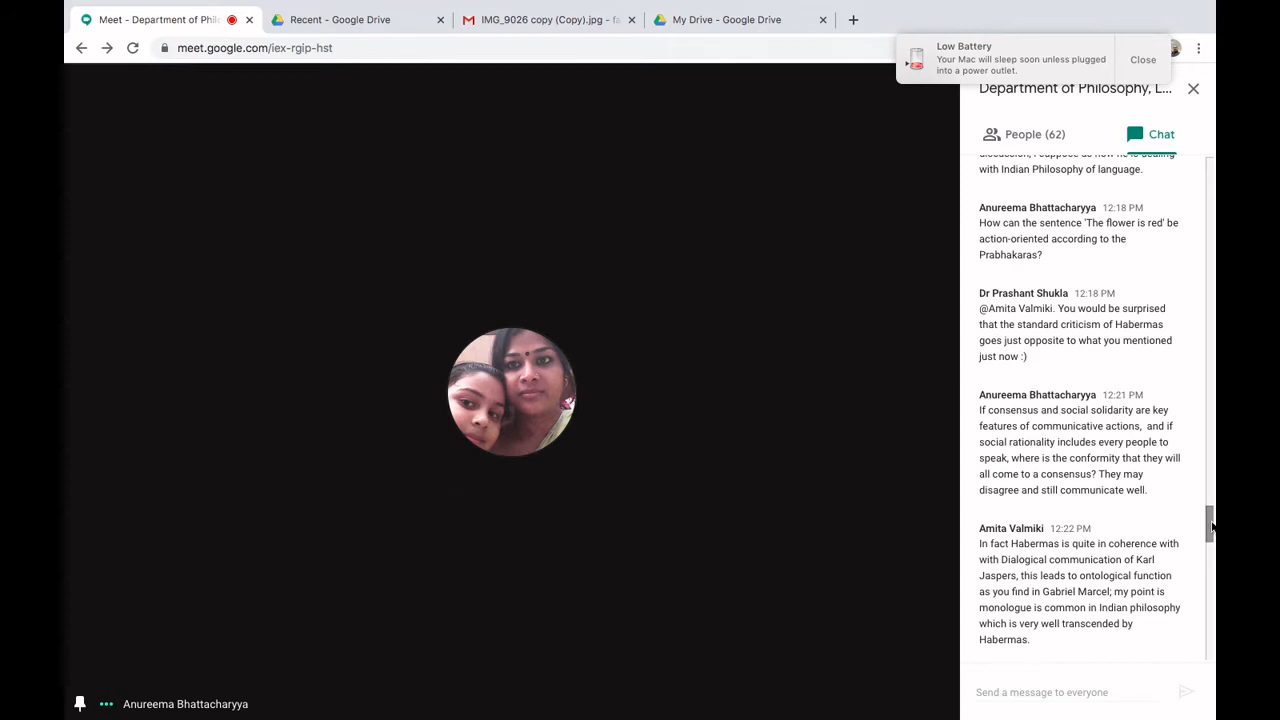 Meet - Department of Phil
Recent - Google Drive
IMG_9026 copy (Copy).jpg - fa
My Drive - Google Drive
meet.google.com/iex-rgip-hst
Low Battery
Your Mac will sleep soon unless plugged
into a power outlet.
Close
Department of Philosophy, L...
People (62)
Chat
discussion, I suppose as now he is dealing
with Indian Philosophy of language.
Anureema Bhattacharyya 12:18 PM
How can the sentence 'The flower is red' be
action-oriented according to the
Prabhakaras?
Dr Prashant Shukla 12:18 PM
@Amita Valmiki. You would be surprised
that the standard criticism of Habermas
goes just opposite to what you mentioned
just now :)
Anureema Bhattacharyya 12:21 PM
If consensus and social solidarity are key
features of communicative actions, and if
social rationality includes every people to
speak, where is the conformity that they will
all come to a consensus? They may
disagree and still communicate well.
Amita Valmiki 12:22 PM
In fact Habermas is quite in coherence with
with Dialogical communication of Karl
Jaspers, this leads to ontological function
as you find in Gabriel Marcel; my point is
monologue is common in Indian philosophy
which is very well transcended by
Habermas.
Send a message to everyone
Anureema Bhattacharyya